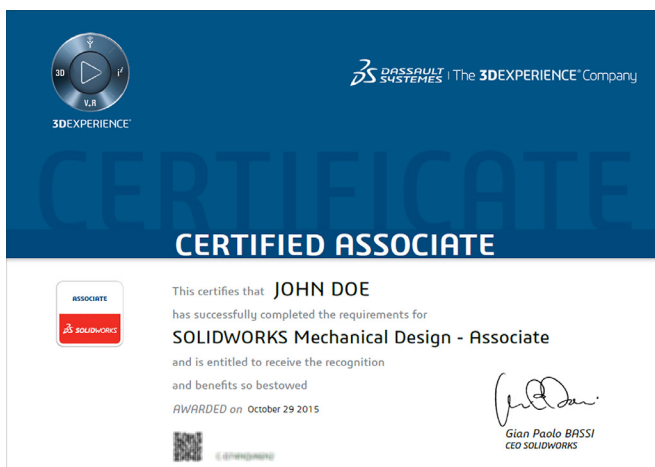 3D
V.R
3DEXPERIENCE
DASSAULT SYSTEMES | The 3DEXPERIENCE® Company
CERTIFICATE
CERTIFIED ASSOCIATE
ASSOCIATE
SOLIDWORKS
This certifies that JOHN DOE
has successfully completed the requirements for
SOLIDWORKS Mechanical Design - Associate
and is entitled to receive the recognition
and benefits so bestowed
AWARDED on October 29 2015
Gian Paolo BASSI
CEO SOLIDWORKS